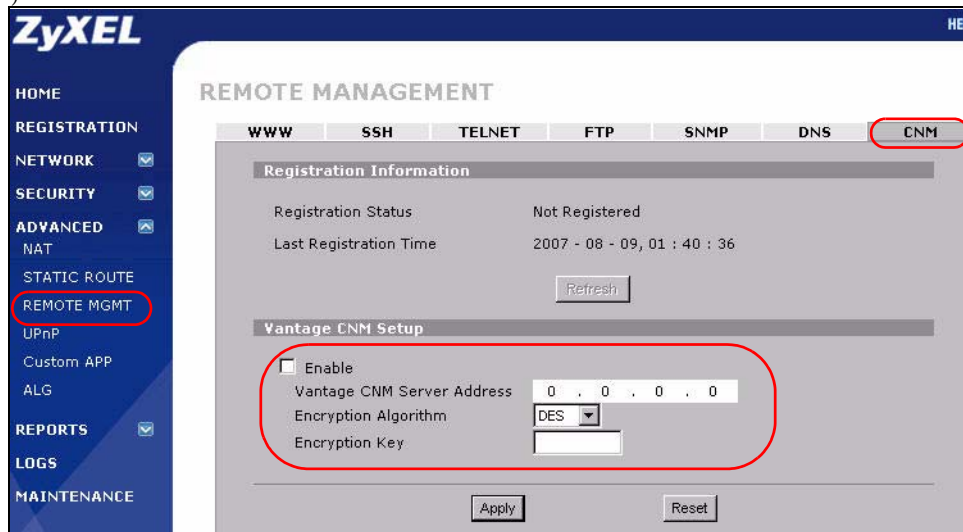 ZyXEL
HE
HOME
REGISTRATION
NETWORK
SECURITY
ADVANCED
NAT
STATIC ROUTE
REMOTE MGMT
UPnP
Custom APP
ALG
REPORTS
LOGS
MAINTENANCE
REMOTE MANAGEMENT
WWW SSH TELNET FTP SNMP DNS CNM
Registration Information
Registration Status Not Registered
Last Registration Time 2007 - 08 - 09, 01 : 40 : 36
Refresh
Vantage CNM Setup
Enable
Vantage CNM Server Address 0 . 0 . 0 . 0
Encryption Algorithm DES
Encryption Key
Apply Reset